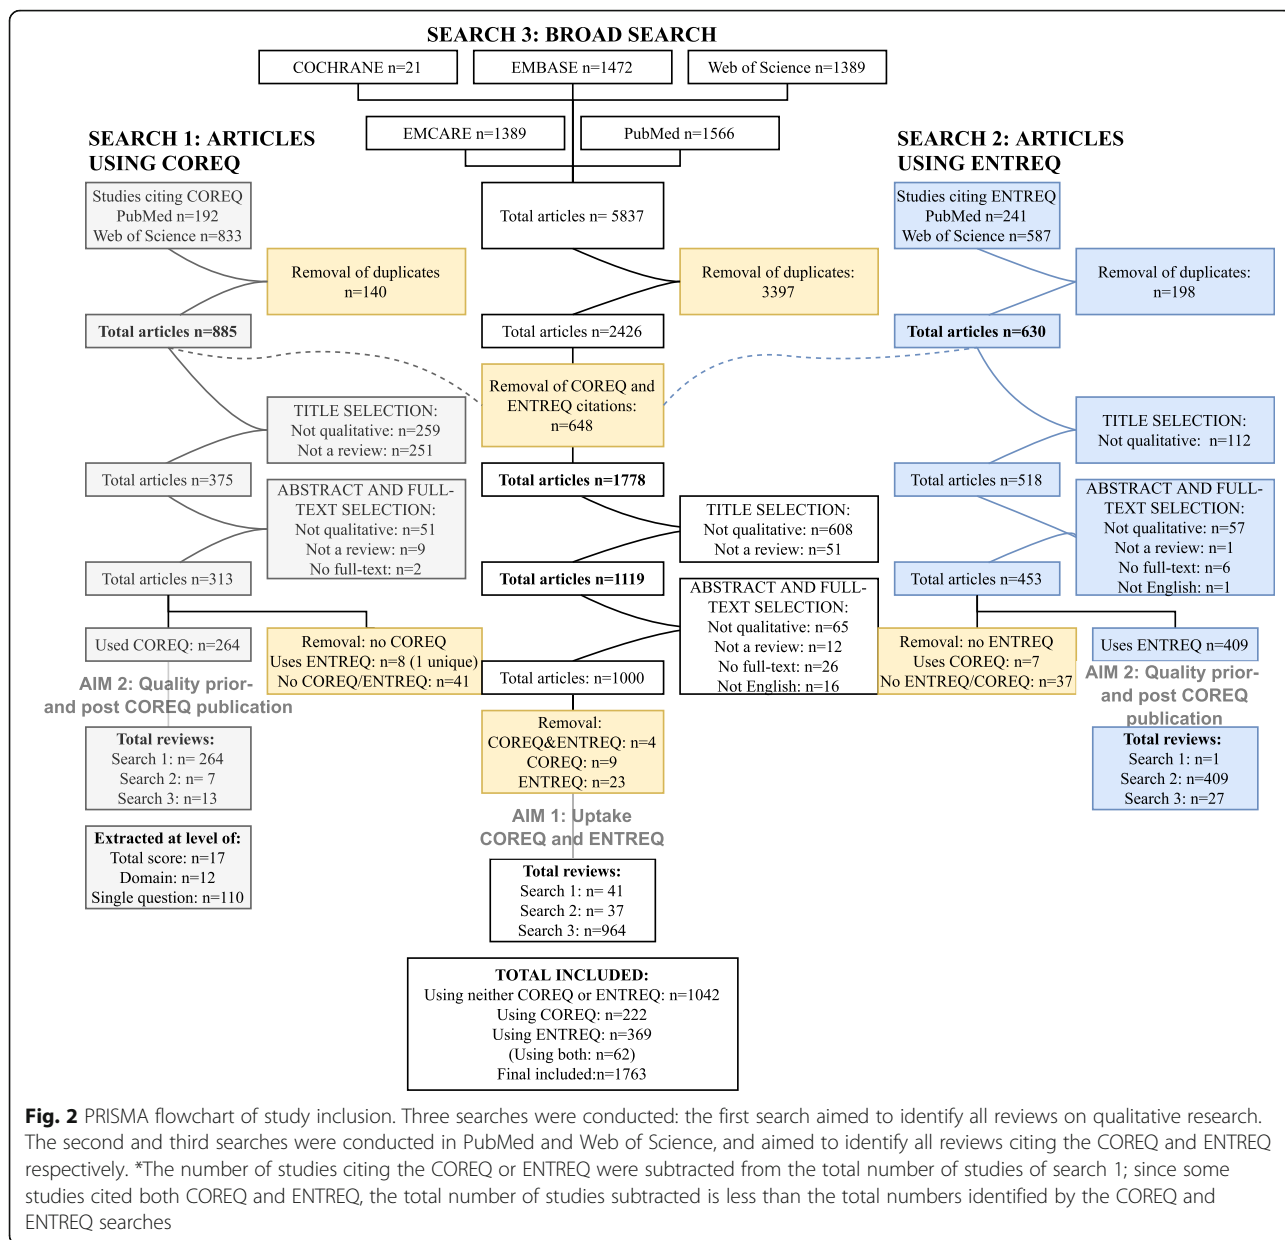 SEARCH 3: BROAD SEARCH
COCHRANE n=21
EMBASE n=1472
Web of Science n=1389
EMCARE n=1389
PubMed n=1566
Total articles n= 5837
Removal of duplicates:
3397
Total articles n=2426
Removal of COREQ and
ENTREQ citations:
n=648
Total articles n=1778
TITLE SELECTION:
Not qualitative: n=608
Not a review: n=51
Total articles n=1119
ABSTRACT AND FULL-
TEXT SELECTION:
Not qualitative: n=65
Not a review: n=12
No full-text: n=26
Not English: n=16
Total articles: n=1000
Removal:
COREQ&ENTREQ: n=4
COREQ: n=9
ENTREQ: n=23
AIM 1: Uptake
COREQ and ENTREQ
Total reviews:
Search 1: n= 41
Search 2: n= 37
Search 3: n=964
SEARCH 1: ARTICLES
USING COREQ
Studies citing COREQ
PubMed n=192
Web of Science n=833
Removal of duplicates
n=140
Total articles n=885
TITLE SELECTION:
Not qualitative: n=259
Not a review: n=251
Total articles n=375
ABSTRACT AND FULL-
TEXT SELECTION:
Not qualitative: n=51
Not a review: n=9
No full-text: n=2
Total articles n=313
Used COREQ: n=264
Removal: no COREQ
Uses ENTREQ: n=8 (1 unique)
No COREQ/ENTREQ: n=41
AIM 2: Quality prior-
and post COREQ publication
Total reviews:
Search 1: n= 264
Search 2: n= 7
Search 3: n=13
Extracted at level of:
Total score: n=17
Domain: n=12
Single question: n=110
SEARCH 2: ARTICLES
USING ENTREQ
Studies citing ENTREQ
PubMed n=241
Web of Science n=587
Removal of duplicates:
n=198
Total articles n=630
TITLE SELECTION:
Not qualitative:  n=112
Total articles n=518
ABSTRACT AND FULL-
TEXT SELECTION:
Not qualitative: n=57
Not a review: n=1
No full-text: n=6
Not English: n=1
Total articles n=453
Removal: no ENTREQ
Uses COREQ: n=7
No ENTREQ/COREQ: n=37
Uses ENTREQ n=409
AIM 2: Quality prior-
and post COREQ
publication
Total reviews:
Search 1: n=1
Search 2: n=409
Search 3: n=27
TOTAL INCLUDED:
Using neither COREQ or ENTREQ: n=1042
Using COREQ: n=222
Using ENTREQ: n=369
(Using both: n=62)
Final included:n=1763
Fig. 2 PRISMA flowchart of study inclusion. Three searches were conducted: the first search aimed to identify all reviews on qualitative research.
The second and third searches were conducted in PubMed and Web of Science, and aimed to identify all reviews citing the COREQ and ENTREQ
respectively. *The number of studies citing the COREQ or ENTREQ were subtracted from the total number of studies of search 1; since some
studies cited both COREQ and ENTREQ, the total number of studies subtracted is less than the total numbers identified by the COREQ and
ENTREQ searches